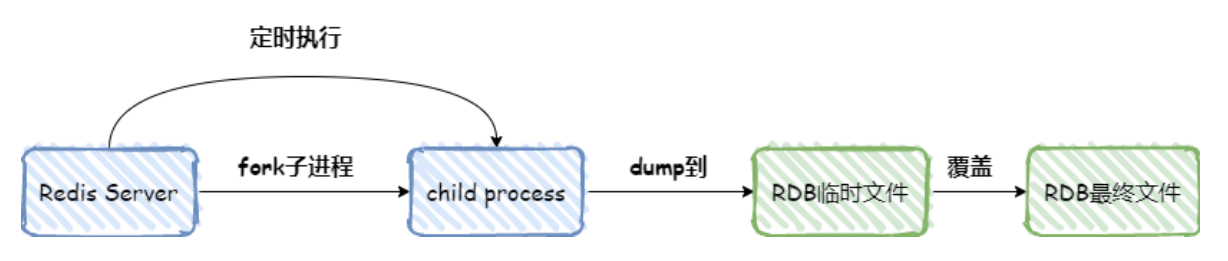 定时执行
Redis Server
fork子进程
child process
dump到
RDB临时文件
覆盖
RDB最终文件